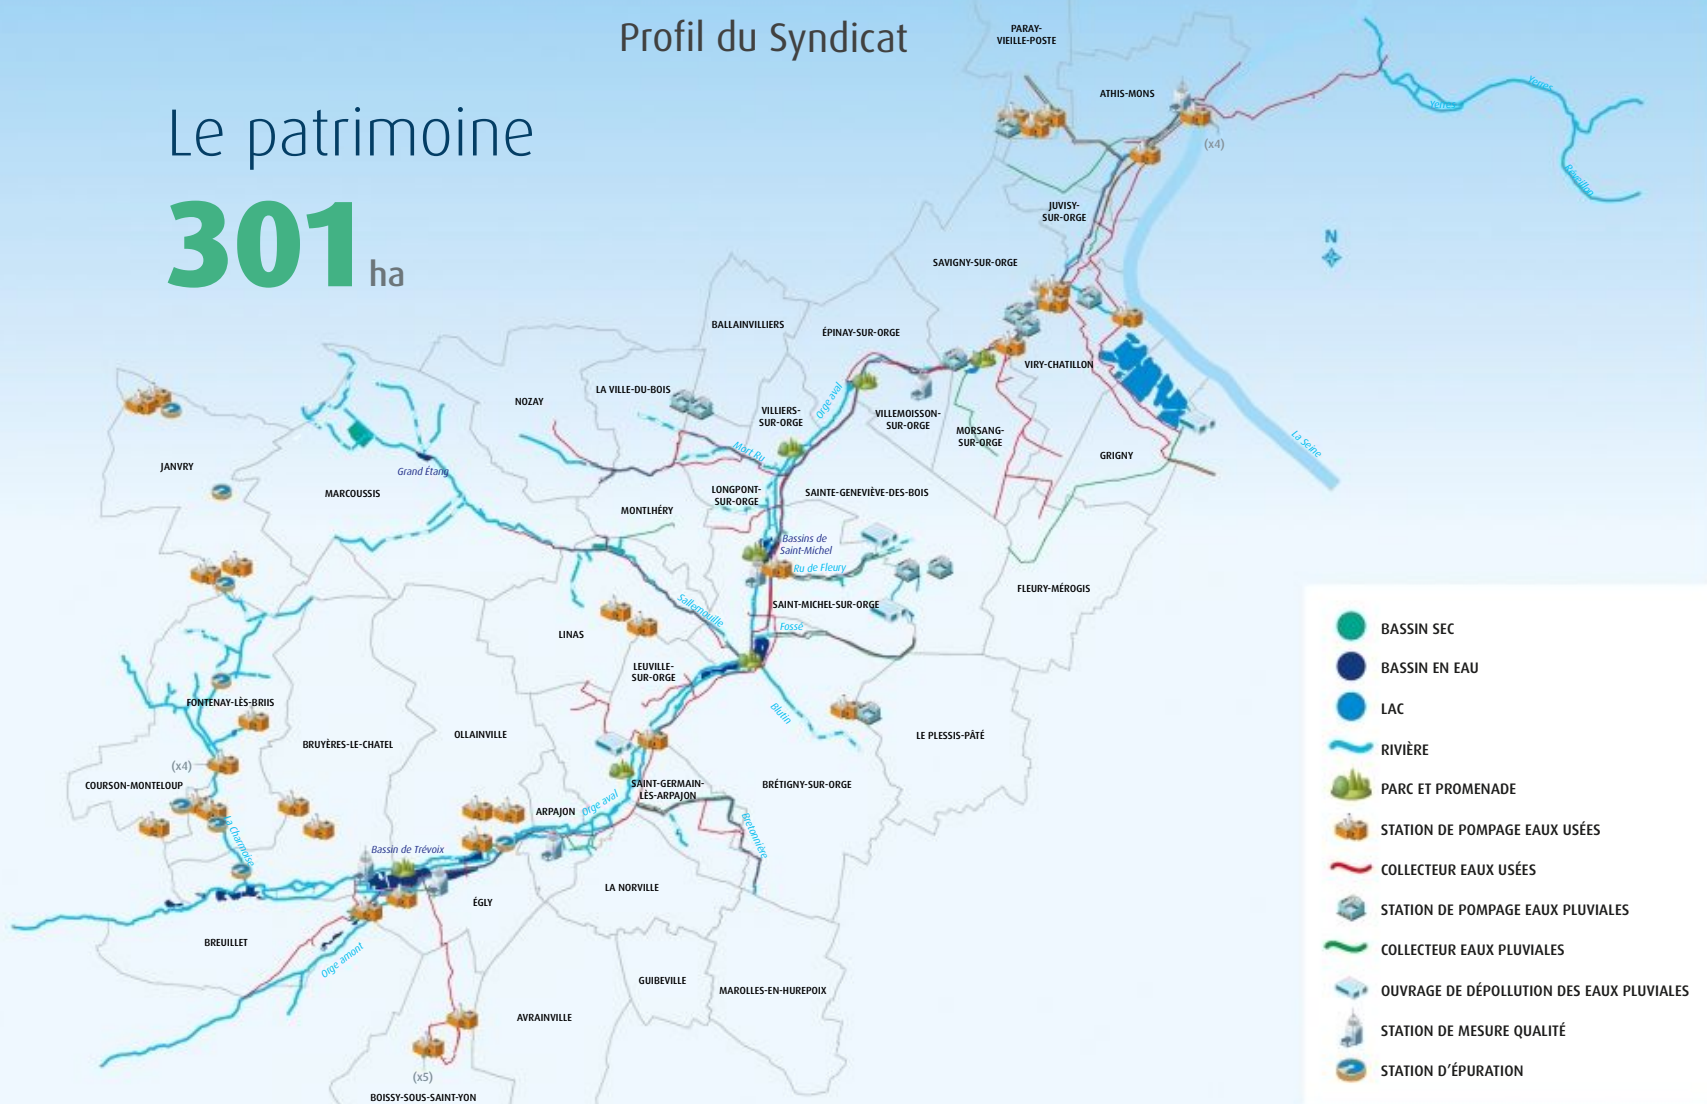 Profil du Syndicat
Le patrimoine
301 ha
PARAY-
VIEILLE-POSTE
ATHIS-MONS
(x4)
Yerres
Yerres
Réveillon
JUVISY-
SUR-ORGE
N
SAVIGNY-SUR-ORGE
BALLAINVILLIERS
ÉPINAY-SUR-ORGE
VIRY-CHATILLON
LA VILLE-DU-BOIS
NOZAY
Orge aval
VILLIERS-
SUR-ORGE
VILLEMOISSON-
SUR-ORGE
MORSANG-
SUR-ORGE
La Seine
GRIGNY
Mort Ru
JANVRY
Grand Étang
MARCOUSSIS
LONGPONT-
SUR-ORGE
SAINTE-GENEVIÈVE-DES-BOIS
MONTLHÉRY
Bassins de
Saint-Michel
Ru de Fleury
FLEURY-MÉROGIS
SAINT-MICHEL-SUR-ORGE
Sallemouille
Fossé
LINAS
LEUVILLE-
SUR-ORGE
FONTENAY-LÈS-BRIIS
Blutin
OLLAINVILLE
LE PLESSIS-PÂTÉ
BRUYÈRES-LE-CHATEL
(x4)
COURSON-MONTELOUP
SAINT-GERMAIN-
LÈS-ARPAJON
BRÉTIGNY-SUR-ORGE
ARPAJON
Orge aval
La Charmoise
Bretonnière
Bassin de Trévoix
LA NORVILLE
ÉGLY
BREUILLET
Orge amont
GUIBEVILLE
MAROLLES-EN-HUREPOIX
AVRAINVILLE
(x5)
BOISSY-SOUS-SAINT-YON
BASSIN SEC
BASSIN EN EAU
LAC
RIVIÈRE
PARC ET PROMENADE
STATION DE POMPAGE EAUX USÉES
COLLECTEUR EAUX USÉES
STATION DE POMPAGE EAUX PLUVIALES
COLLECTEUR EAUX PLUVIALES
OUVRAGE DE DÉPOLLUTION DES EAUX PLUVIALES
STATION DE MESURE QUALITÉ
STATION D'ÉPURATION